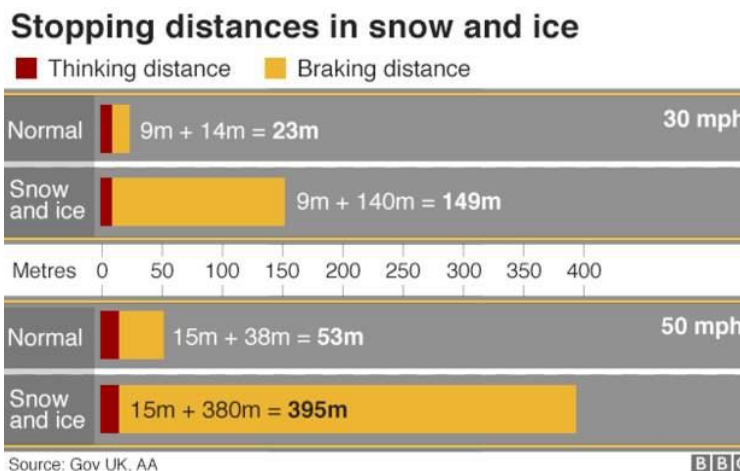 Stopping distances in snow and ice
Thinking distance Braking distance
30 mph
Normal 9m + 14m = 23m
Snow
and ice 9m + 140m = 149m
Metres 0 50 100 150 200 250 300 350 400
50 mph
Normal 15m + 38m = 53m
Snow
and ice 15m + 380m = 395m
Source: Gov UK, AA BBC